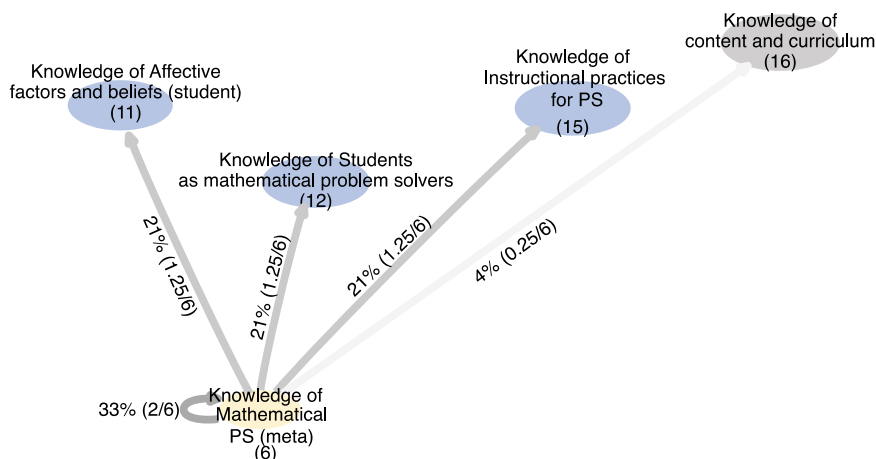 Knowledge of
content and curriculum
(16)
Knowledge of
Instructional practices
for PS
(15)
Knowledge of Affective
factors and beliefs (student)
(11)
Knowledge of Students
as mathematical problem solvers
(12)
21% (1.25/6)
21% (1.25/6)
21% (1.25/6)
4% (0.25/6)
33% (2/6)
Knowledge of
Mathematical
PS (meta)
(6)